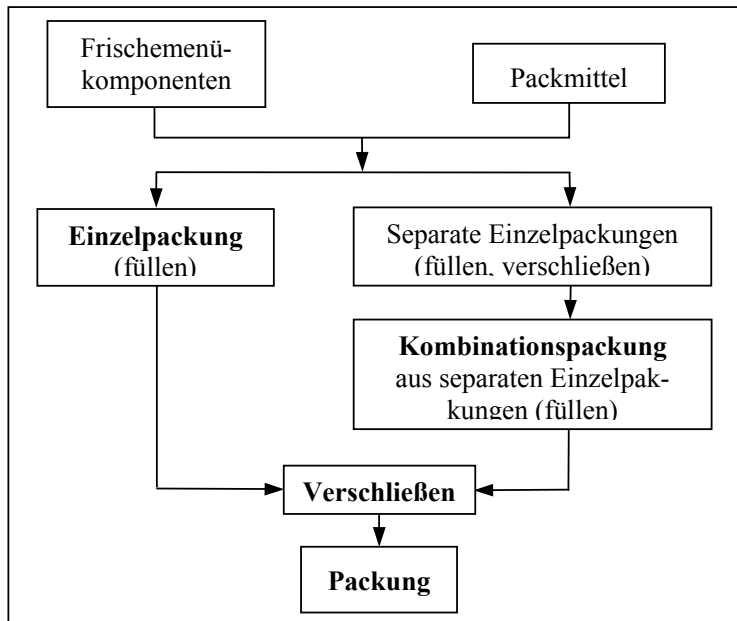 Frischemenü-
komponenten
Packmittel
Einzelpackung
(füllen)
Separate Einzelpackungen
(füllen, verschließen)
Kombinationspackung
aus separaten Einzelpak-
kungen (füllen)
Verschließen
Packung